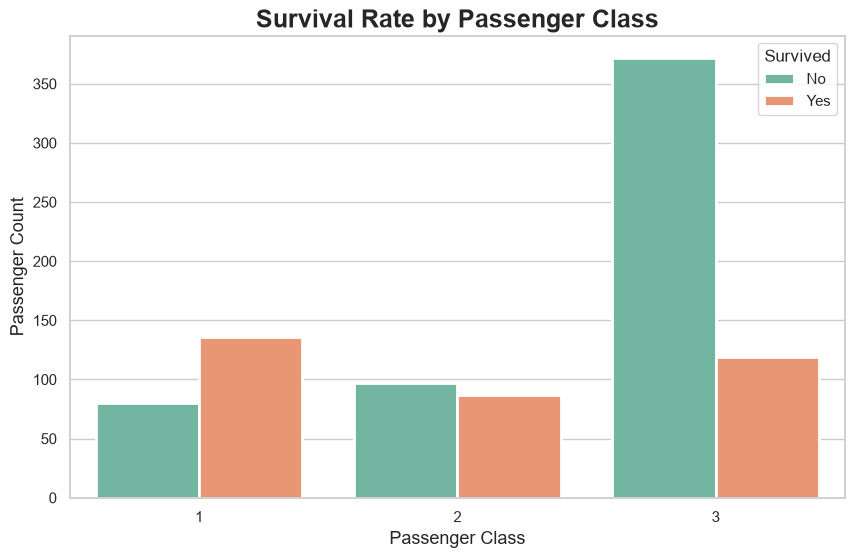 Survival Rate by Passenger Class
Survived
No
Yes
350
300
250
200
150
100
50
0
Passenger Count
1 2 3
Passenger Class